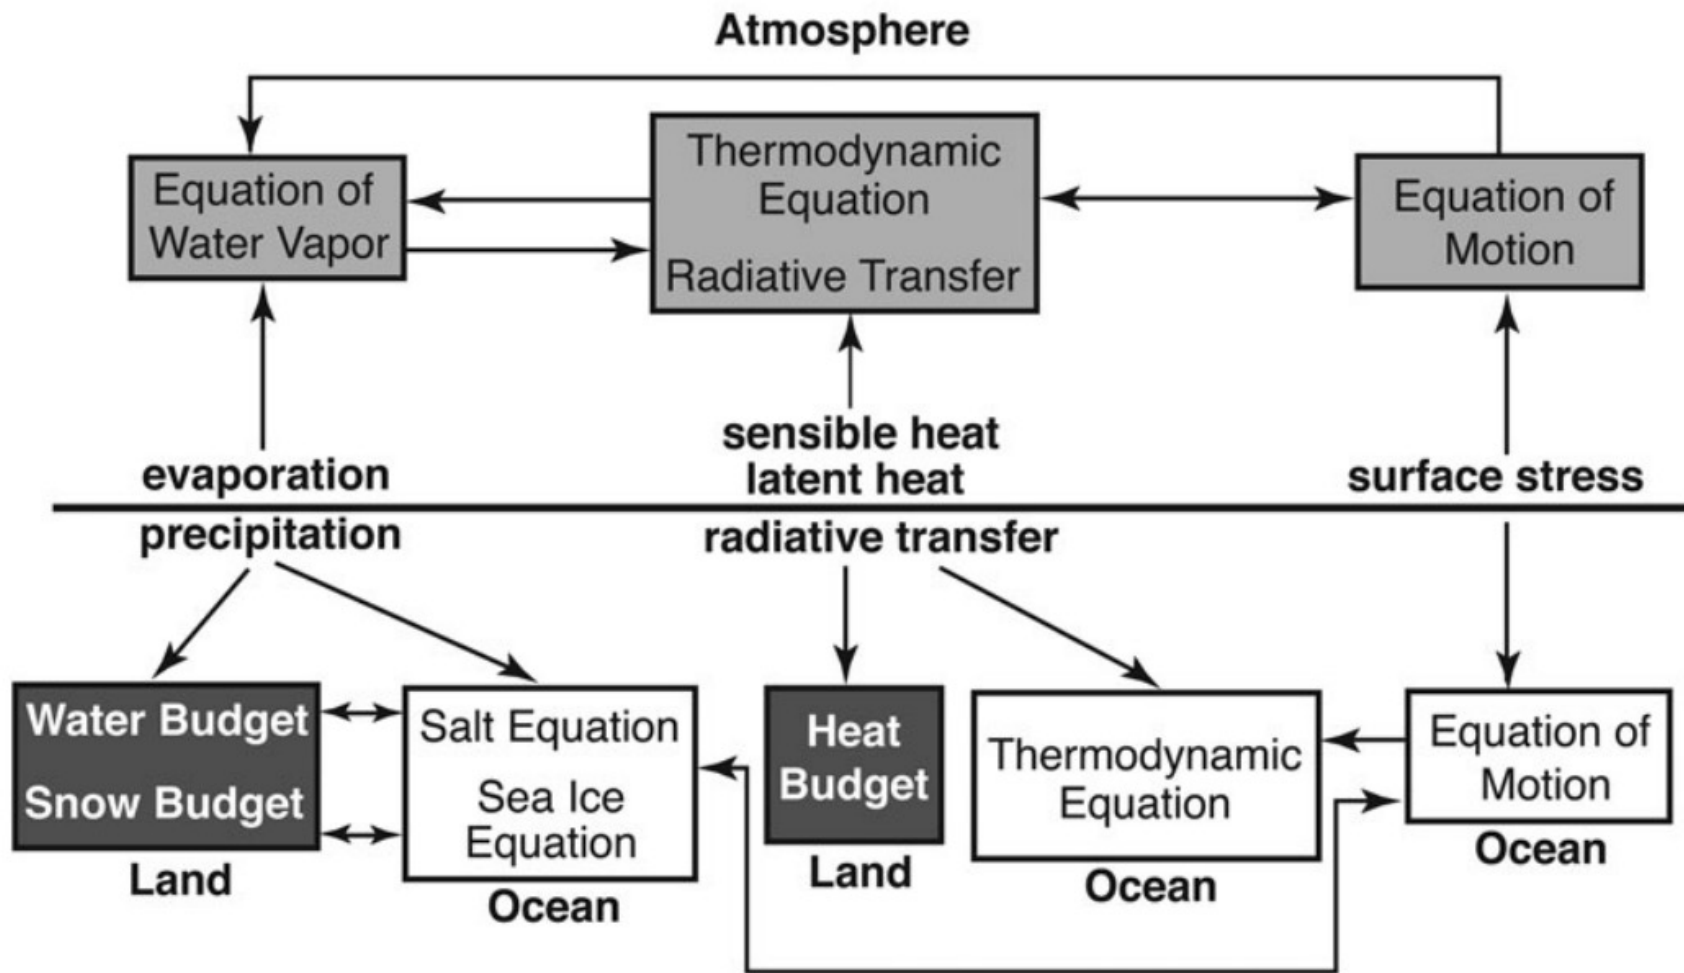 Atmosphere
Equation of
Water Vapor
Thermodynamic
Equation
Radiative Transfer
Equation of
Motion
evaporation
sensible heat
latent heat
surface stress
precipitation
radiative transfer
Water Budget
Snow Budget
Land
Salt Equation
Sea Ice
Equation
Ocean
Heat
Budget
Land
Thermodynamic
Equation
Ocean
Equation of
Motion
Ocean